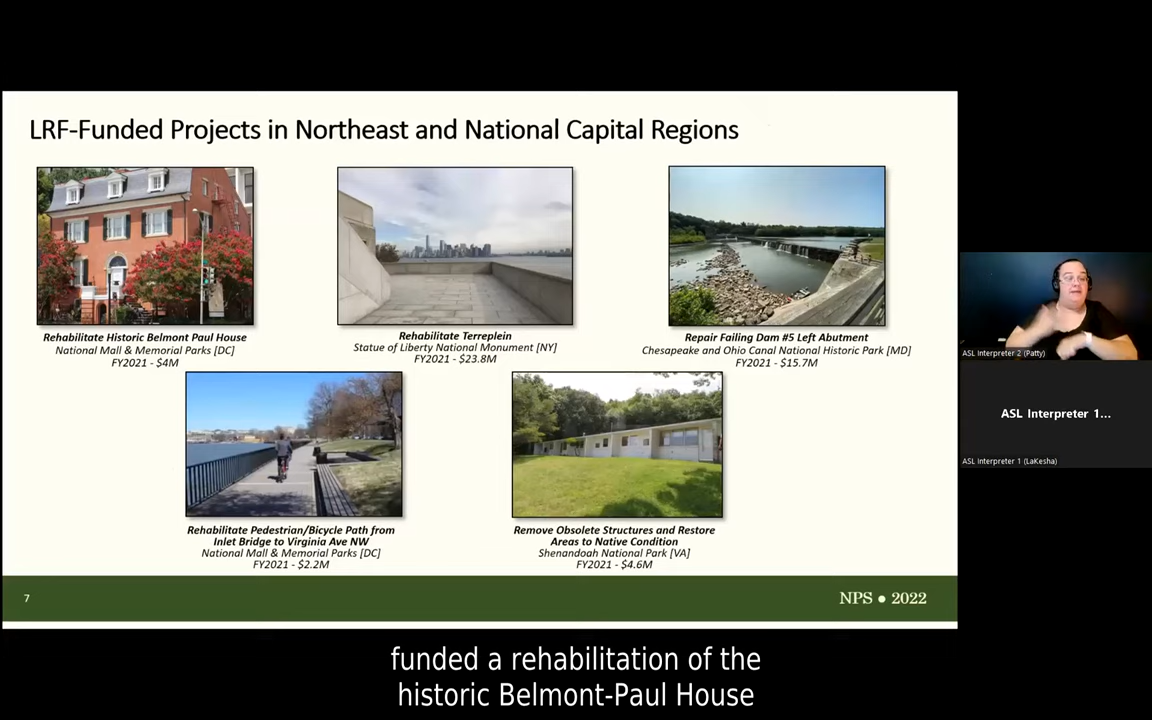 LRF-Funded Projects in Northeast and National Capital Regions
Rehabilitate Historic Belmont Paul House
National Mall & Memorial Parks [DC]
FY2021 - $4M
Rehabilitate Terreplein
Statue of Liberty National Monument [NY]
FY2021 - $23.8M
Repair Failing Dam #5 Left Abutment
Chesapeake and Ohio Canal National Historic Park [MD]
FY2021 - $15.7M
Rehabilitate Pedestrian/Bicycle Path from
Inlet Bridge to Virginia Ave NW
National Mall & Memorial Parks [DC]
FY2021 - $2.2M
Remove Obsolete Structures and Restore
Areas to Native Condition
Shenandoah National Park [VA]
FY2021 - $4.6M
7
NPS ● 2022
ASL Interpreter 2 (Patty)
ASL Interpreter 1...
ASL Interpreter 1 (LaKesha)
funded a rehabilitation of the
historic Belmont-Paul House